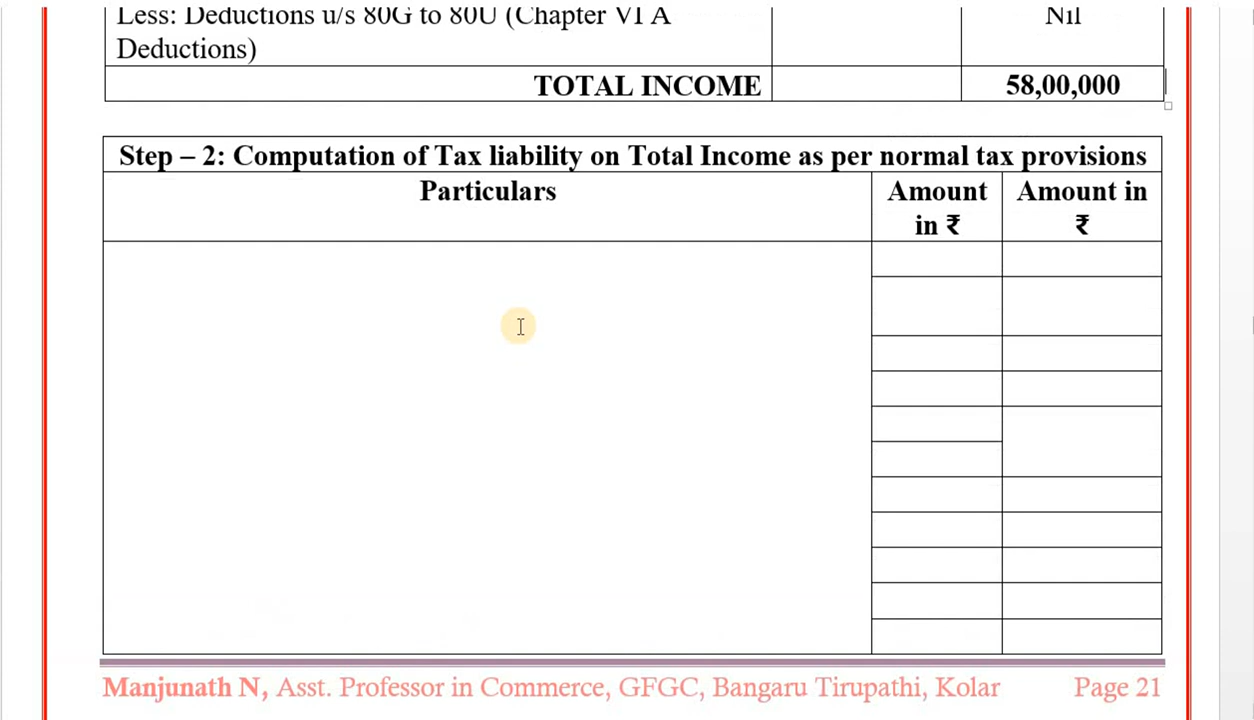 Less: Deductions u/s 80G to 80U (Chapter VI A Nil
Deductions)
TOTAL INCOME 58,00,000
Step – 2: Computation of Tax liability on Total Income as per normal tax provisions
Particulars Amount Amount in
in ₹ ₹
Manjunath N, Asst. Professor in Commerce, GFGC, Bangaru Tirupathi, Kolar Page 21